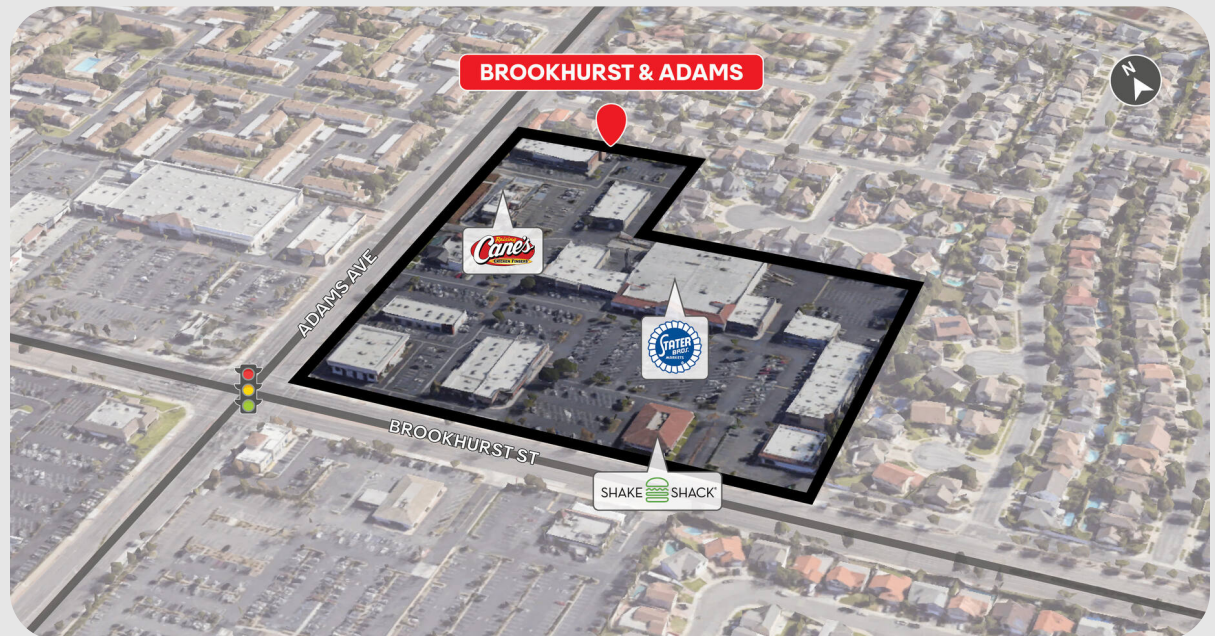 BROOKHURST & ADAMS
N
Raising
Cane's
CHICKEN FINGERS
ADAMS AVE
STATER
BROS.
MARKETS
BROOKHURST ST
SHAKE SHACK